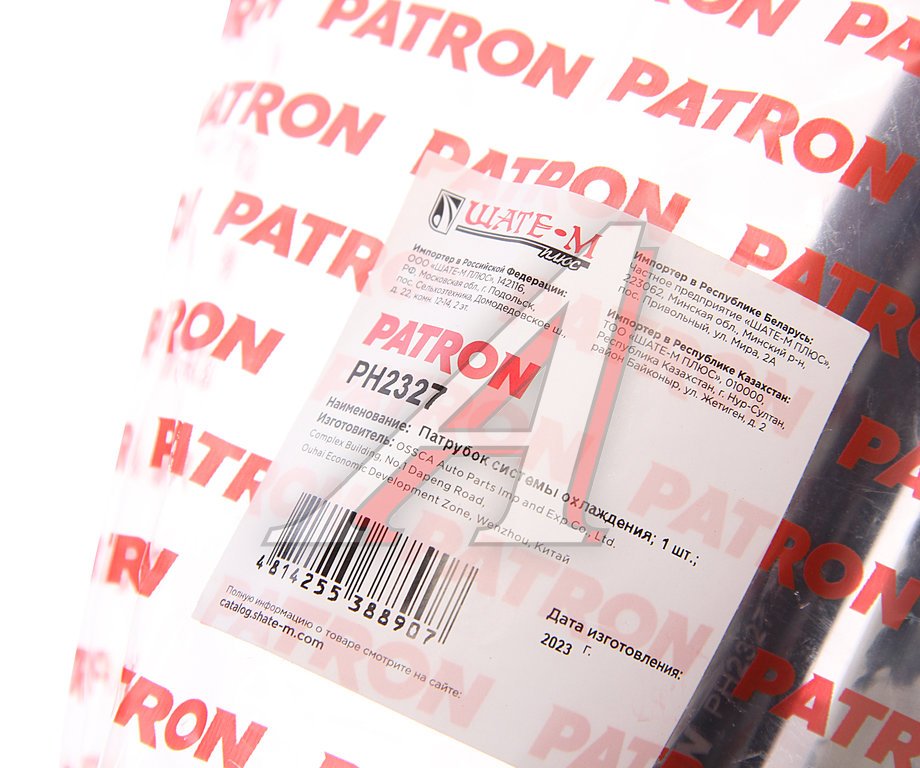 PATRON
PATRON
PATRON
PATRON
PATRON
ШАТЕ-М
плюс
Импортер в Российской Федерации:
ООО «ШАТЕ-М ПЛЮС», 142116,
РФ, Московская обл., г. Подольск,
пос. Сельхозтехника, Домодедовское ш.,
д. 22, комн. 12-14, 2 эт.
Импортер в Республике Беларусь:
Частное предприятие «ШАТЕ-М ПЛЮС»,
223062, Минская обл., Минский р-н,
пос. Привольный, ул. Мира, 2А
Импортер в Республике Казахстан:
ТОО «ШАТЕ-М ПЛЮС», 010000,
Республика Казахстан, г. Нур-Султан,
район Байконыр, ул. Жетиген, д. 2
PATRON
PH2327
Наименование: Патрубок системы охлаждения; 1 шт.;
Изготовитель: OSSCA Auto Parts Imp and Exp Co., Ltd.
Complex Building, No.1 Dapeng Road,
Ouhai Economic Development Zone, Wenzhou, Китай
4 814255 388907
Дата изготовления:
2023 г.
Полную информацию о товаре смотрите на сайте:
catalog.shate-m.com
PATRON
PATRON
PATRON
PATRON